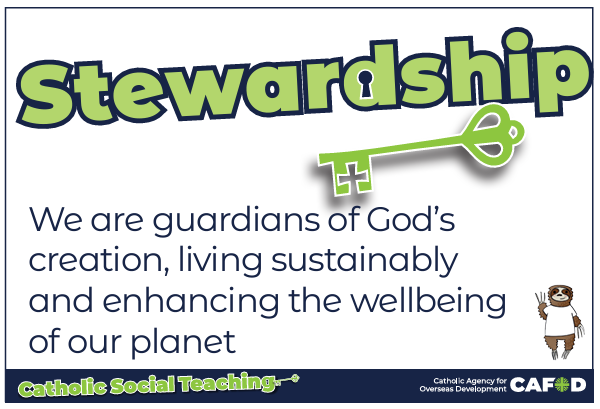 Stewardship
We are guardians of God’s
creation, living sustainably
and enhancing the wellbeing
of our planet
Catholic Social Teaching
Catholic Agency for
Overseas Development
CAFOD